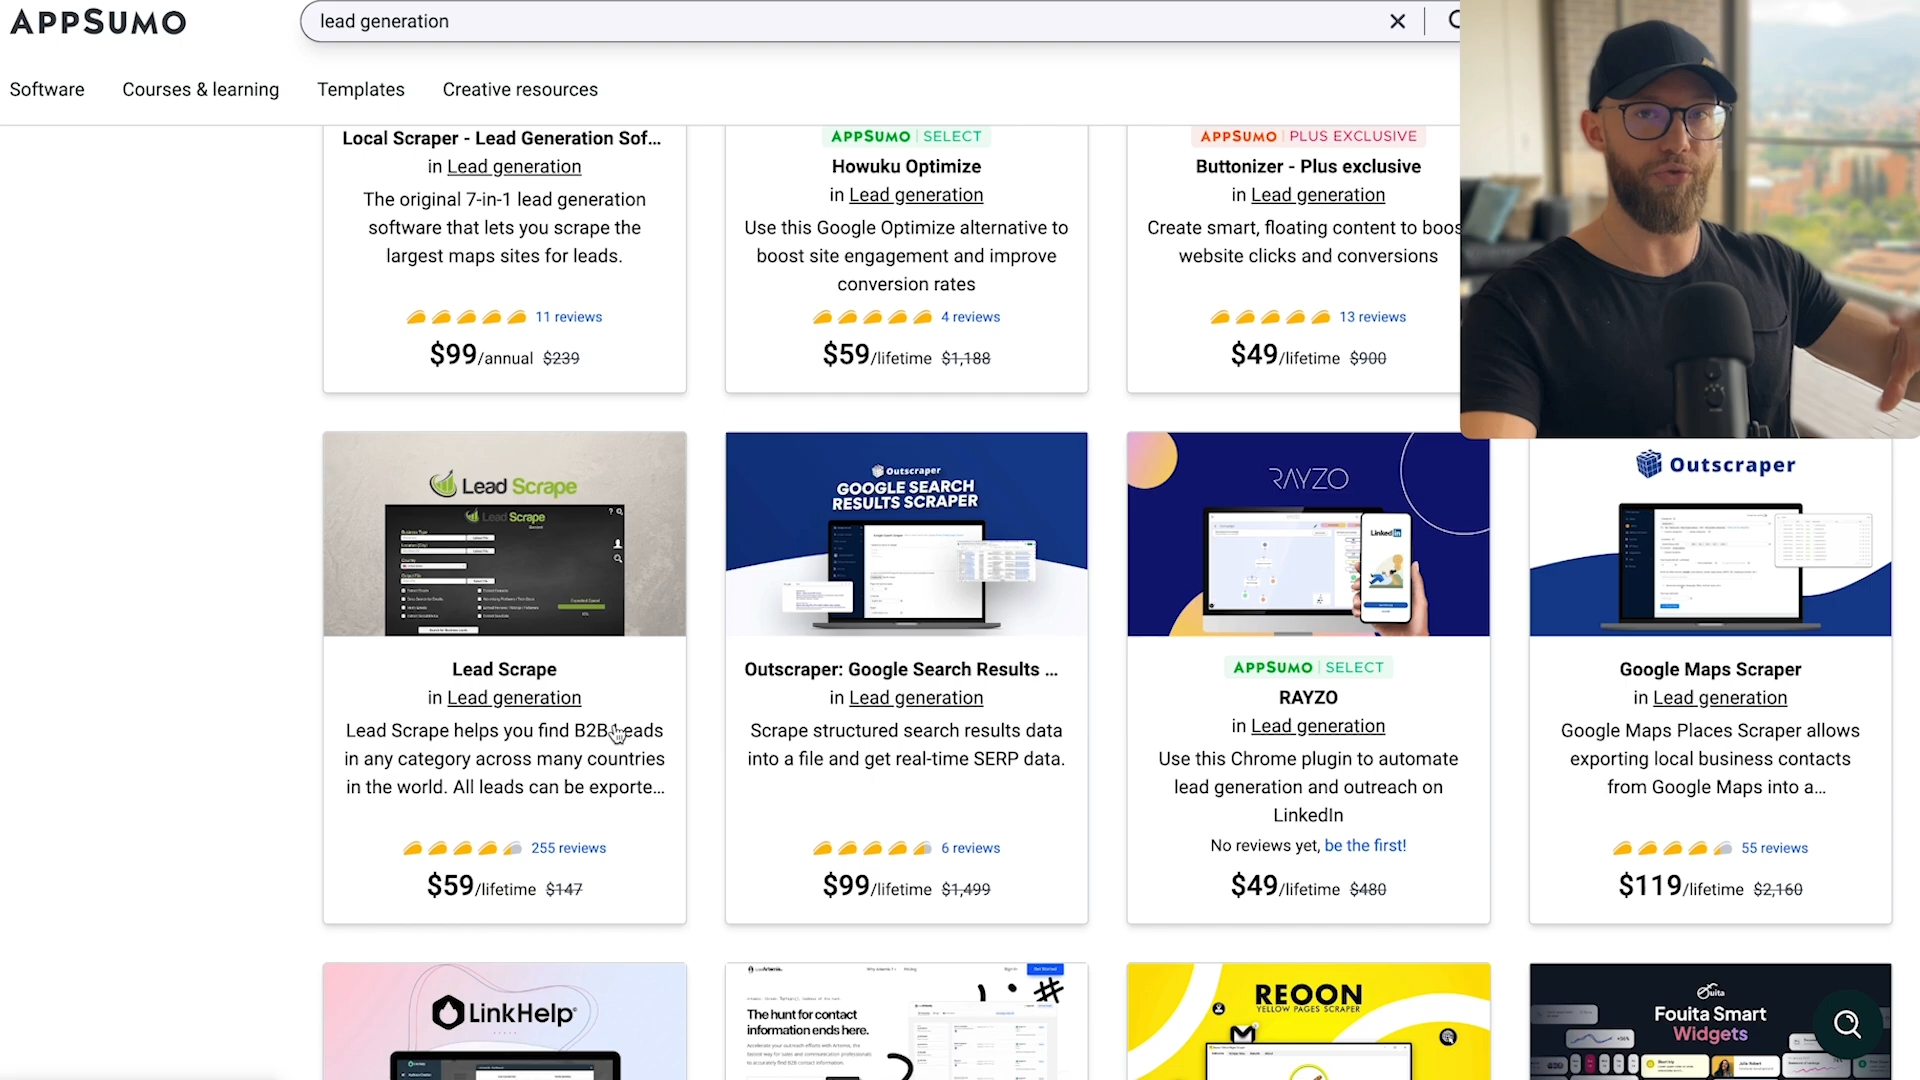 APPSUMO
lead generation
Software
Courses & learning
Templates
Creative resources
Local Scraper - Lead Generation Sof...
in Lead generation
The original 7-in-1 lead generation
software that lets you scrape the
largest maps sites for leads.
11 reviews
$99/annual $239
APPSUMO | SELECT
Howuku Optimize
in Lead generation
Use this Google Optimize alternative to
boost site engagement and improve
conversion rates
4 reviews
$59/lifetime $1,188
APPSUMO | PLUS EXCLUSIVE
Buttonizer - Plus exclusive
in Lead generation
Create smart, floating content to boos
website clicks and conversions
13 reviews
$49/lifetime $900
Lead Scrape
Lead Scrape
Lead Scrape
in Lead generation
Lead Scrape helps you find B2B leads
in any category across many countries
in the world. All leads can be exporte...
255 reviews
$59/lifetime $147
Outscraper
GOOGLE SEARCH
RESULTS SCRAPER
Outscraper: Google Search Results ...
in Lead generation
Scrape structured search results data
into a file and get real-time SERP data.
6 reviews
$99/lifetime $1,499
RAYZO
LinkedIn
APPSUMO | SELECT
RAYZO
in Lead generation
Use this Chrome plugin to automate
lead generation and outreach on
LinkedIn
No reviews yet, be the first!
$49/lifetime $480
Outscraper
Google Maps Scraper
in Lead generation
Google Maps Places Scraper allows
exporting local business contacts
from Google Maps into a...
55 reviews
$119/lifetime $2,160
LinkHelp
The hunt for contact
information ends here.
REOON
YELLOW PAGES SCRAPER
Fouita
Fouita Smart
Widgets